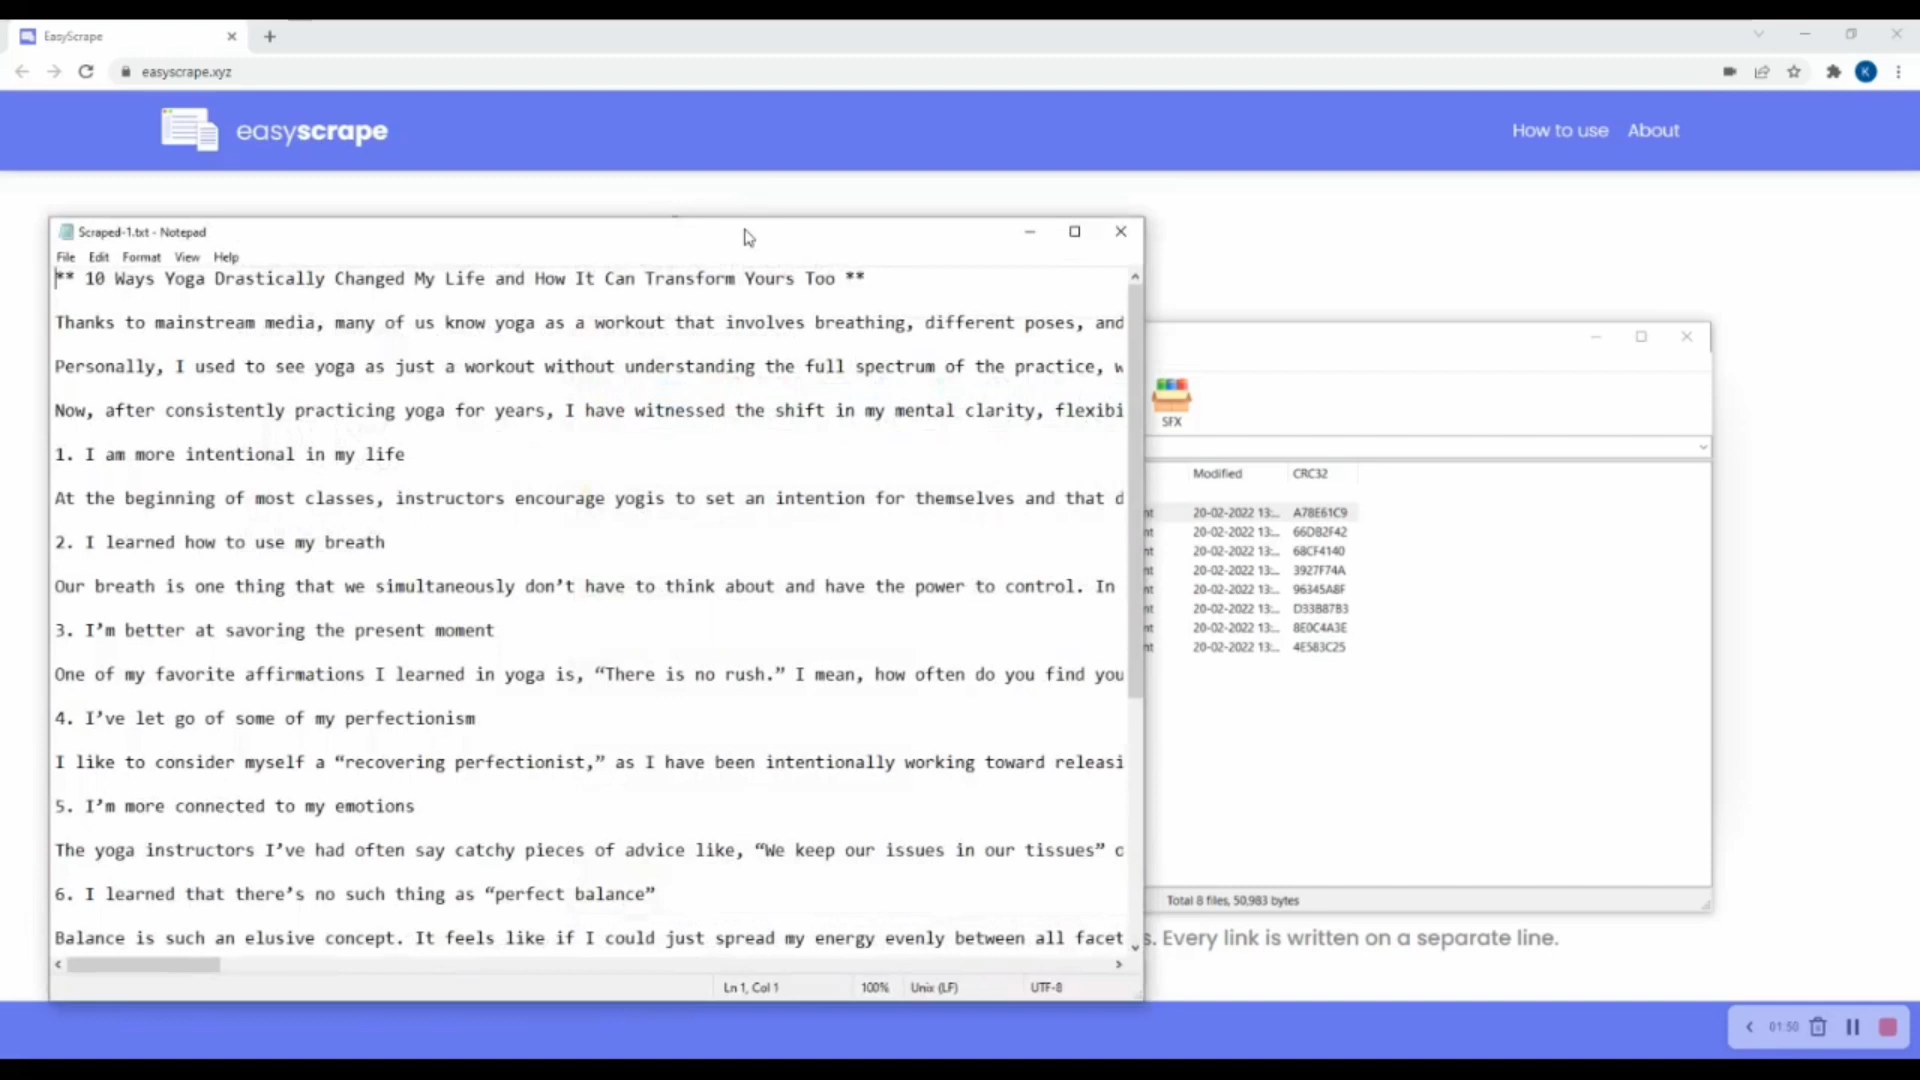 EasyScrape
easyscrape.xyz
K
easyscrape
How to use About
Scraped-1.txt - Notepad
File Edit Format View Help
** 10 Ways Yoga Drastically Changed My Life and How It Can Transform Yours Too **
Thanks to mainstream media, many of us know yoga as a workout that involves breathing, different poses, and
Personally, I used to see yoga as just a workout without understanding the full spectrum of the practice, w
Now, after consistently practicing yoga for years, I have witnessed the shift in my mental clarity, flexibi
1. I am more intentional in my life
At the beginning of most classes, instructors encourage yogis to set an intention for themselves and that d
2. I learned how to use my breath
Our breath is one thing that we simultaneously don’t have to think about and have the power to control. In
3. I’m better at savoring the present moment
One of my favorite affirmations I learned in yoga is, “There is no rush.” I mean, how often do you find you
4. I’ve let go of some of my perfectionism
I like to consider myself a “recovering perfectionist,” as I have been intentionally working toward releasi
5. I’m more connected to my emotions
The yoga instructors I’ve had often say catchy pieces of advice like, “We keep our issues in our tissues” o
6. I learned that there’s no such thing as “perfect balance”
Balance is such an elusive concept. It feels like if I could just spread my energy evenly between all facet
Ln 1, Col 1 100% Unix (LF) UTF-8
SFX
Modified CRC32
nt 20-02-2022 13:... A78E61C9
nt 20-02-2022 13:... 66DB2F42
nt 20-02-2022 13:... 68CF4140
nt 20-02-2022 13:... 3927F74A
nt 20-02-2022 13:... 96345A8F
nt 20-02-2022 13:... D33B87B3
nt 20-02-2022 13:... 8E0C4A3E
nt 20-02-2022 13:... 4E583C25
Total 8 files, 50,983 bytes
s. Every link is written on a separate line.
01:50